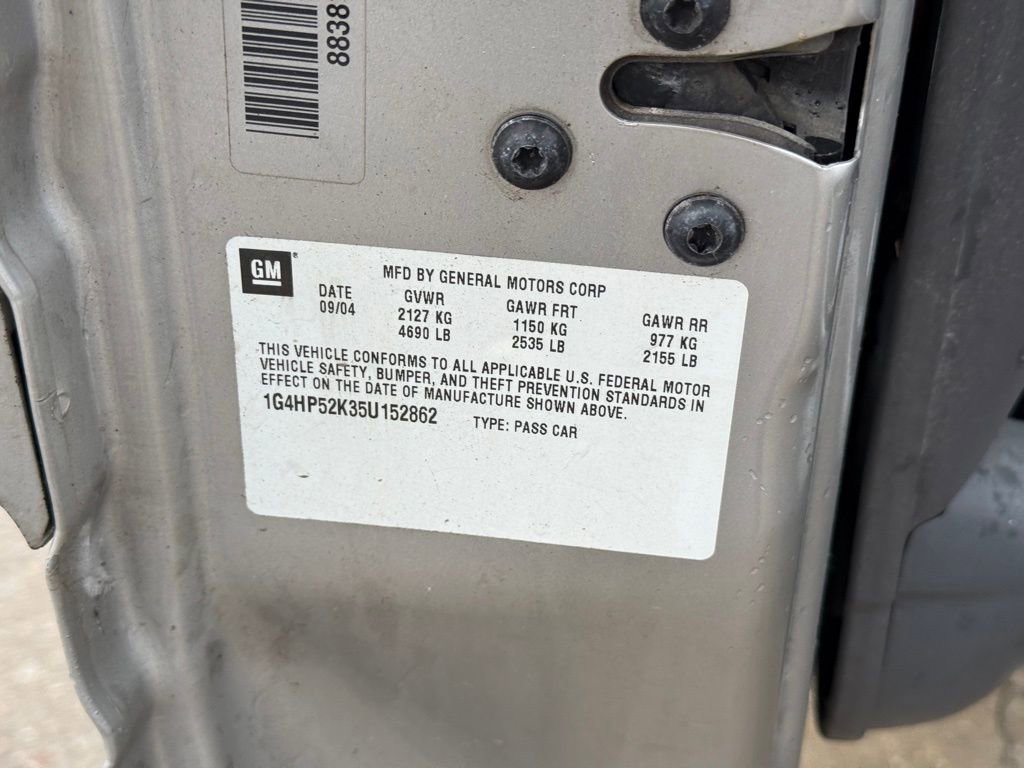 8838
GM
MFD BY GENERAL MOTORS CORP
DATE GVWR GAWR FRT GAWR RR
09/04 2127 KG 1150 KG 977 KG
4690 LB 2535 LB 2155 LB
THIS VEHICLE CONFORMS TO ALL APPLICABLE U.S. FEDERAL MOTOR
VEHICLE SAFETY, BUMPER, AND THEFT PREVENTION STANDARDS IN
EFFECT ON THE DATE OF MANUFACTURE SHOWN ABOVE.
1G4HP52K35U152862 TYPE: PASS CAR